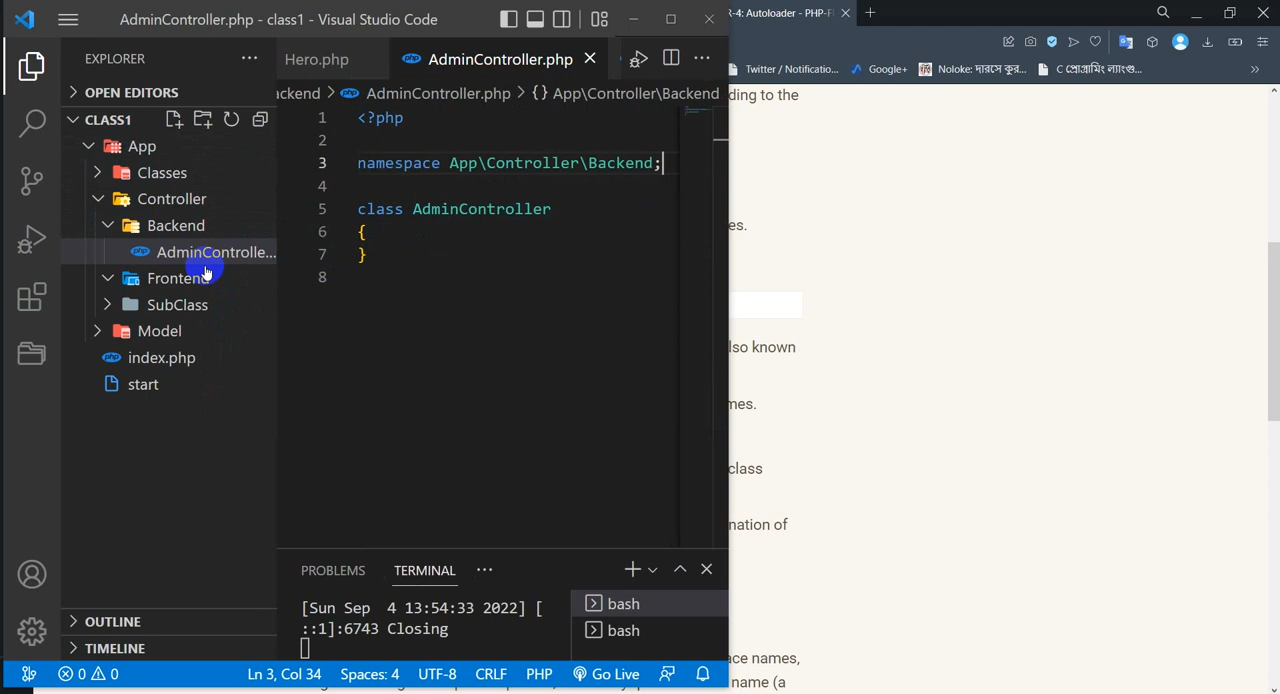 AdminController.php - class1 - Visual Studio Code
R-4: Autoloader - PHP-F
EXPLORER
Hero.php
AdminController.php
OPEN EDITORS
ckend > AdminController.php > {} App\Controller\Backend
Twitter / Notificatio...
Google+
Noloke: দারসে কুর...
C প্রোগ্রামিং ল্যাংগু...
CLASS1
App
Classes
Controller
Backend
AdminControlle...
Frontend
SubClass
Model
index.php
start
OUTLINE
TIMELINE
1 <?php
2
3 namespace App\Controller\Backend;
4
5 class AdminController
6 {
7 }
8
PROBLEMS
TERMINAL
[Sun Sep 4 13:54:33 2022] [
::1]:6743 Closing
bash
bash
0 0
Ln 3, Col 34
Spaces: 4
UTF-8
CRLF
PHP
Go Live
ding to the
es.
lso known
mes.
class
nation of
ace names,
name (a